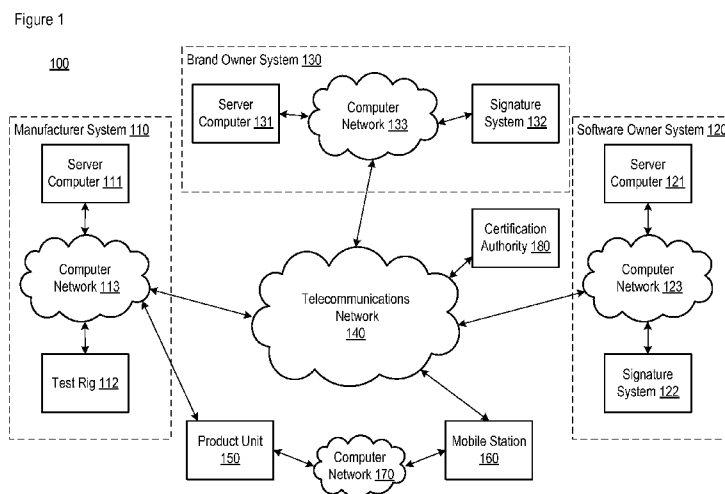 Figure 1
100
Brand Owner System 130
Server
Computer 131
Computer
Network 133
Signature
System 132
Manufacturer System 110
Server
Computer 111
Computer
Network 113
Test Rig 112
Software Owner System 120
Server
Computer 121
Computer
Network 123
Signature
System 122
Certification
Authority 180
Telecommunications
Network
140
Product Unit
150
Computer
Network 170
Mobile Station
160